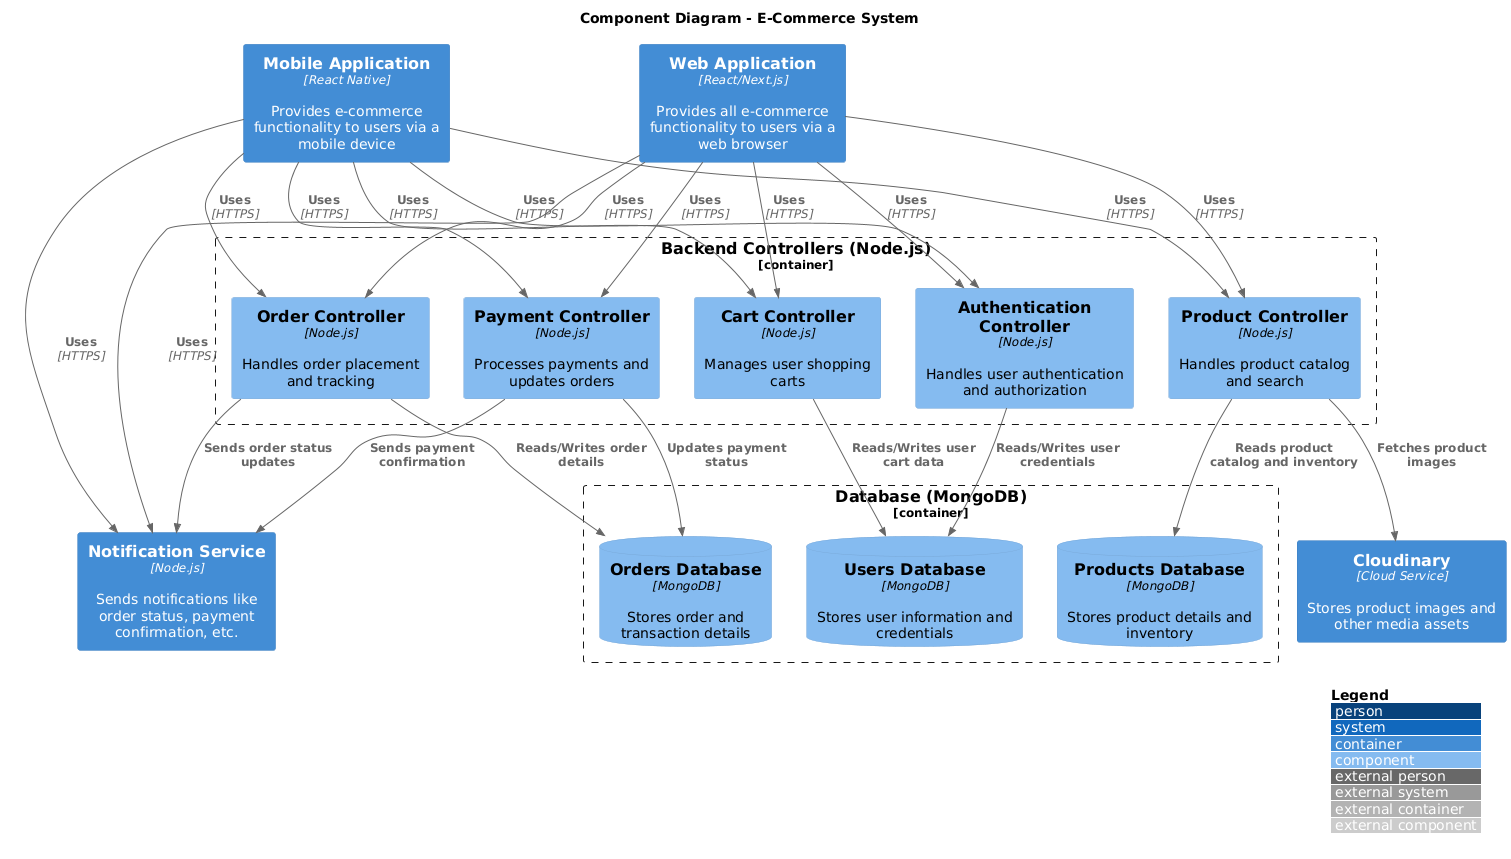 Component Diagram - E-Commerce System
Mobile Application
[React Native]
Provides e-commerce
functionality to users via a
mobile device
Web Application
[React/Next.js]
Provides all e-commerce
functionality to users via a
web browser
Uses
[HTTPS]
Uses
[HTTPS]
Uses
[HTTPS]
Uses
[HTTPS]
Uses
[HTTPS]
Uses
[HTTPS]
Uses
[HTTPS]
Uses
[HTTPS]
Uses
[HTTPS]
Uses
[HTTPS]
Backend Controllers (Node.js)
[container]
Order Controller
[Node.js]
Handles order placement
and tracking
Payment Controller
[Node.js]
Processes payments and
updates orders
Cart Controller
[Node.js]
Manages user shopping
carts
Authentication
Controller
[Node.js]
Handles user authentication
and authorization
Product Controller
[Node.js]
Handles product catalog
and search
Uses
[HTTPS]
Uses
[HTTPS]
Sends order status
updates
Sends payment
confirmation
Reads/Writes order
details
Updates payment
status
Reads/Writes user
cart data
Reads/Writes user
credentials
Reads product
catalog and inventory
Fetches product
images
Database (MongoDB)
[container]
Notification Service
[Node.js]
Sends notifications like
order status, payment
confirmation, etc.
Orders Database
[MongoDB]
Stores order and
transaction details
Users Database
[MongoDB]
Stores user information and
credentials
Products Database
[MongoDB]
Stores product details and
inventory
Cloudinary
[Cloud Service]
Stores product images and
other media assets
Legend
person
system
container
component
external person
external system
external container
external component